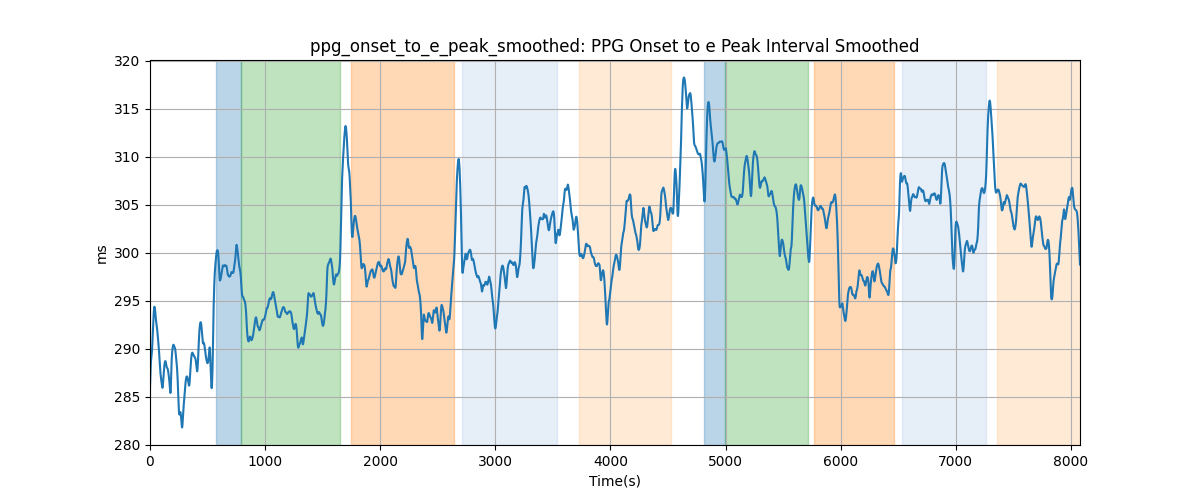 ppg_onset_to_e_peak_smoothed: PPG Onset to e Peak Interval Smoothed
320
315
310
305
300
295
290
285
280
ms
0 1000 2000 3000 4000 5000 6000 7000 8000
Time(s)